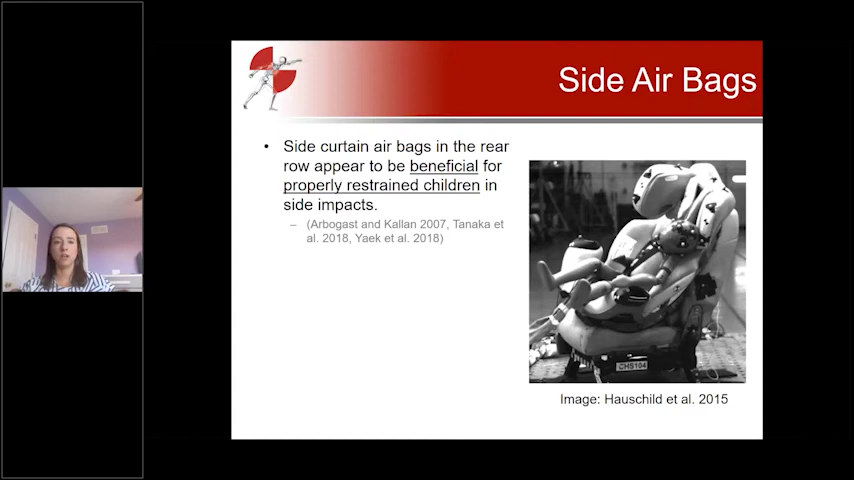 Side Air Bags
• Side curtain air bags in the rear
row appear to be beneficial for
properly restrained children in
side impacts.
– (Arbogast and Kallan 2007, Tanaka et
al. 2018, Yaek et al. 2018)
CHS104
Image: Hauschild et al. 2015